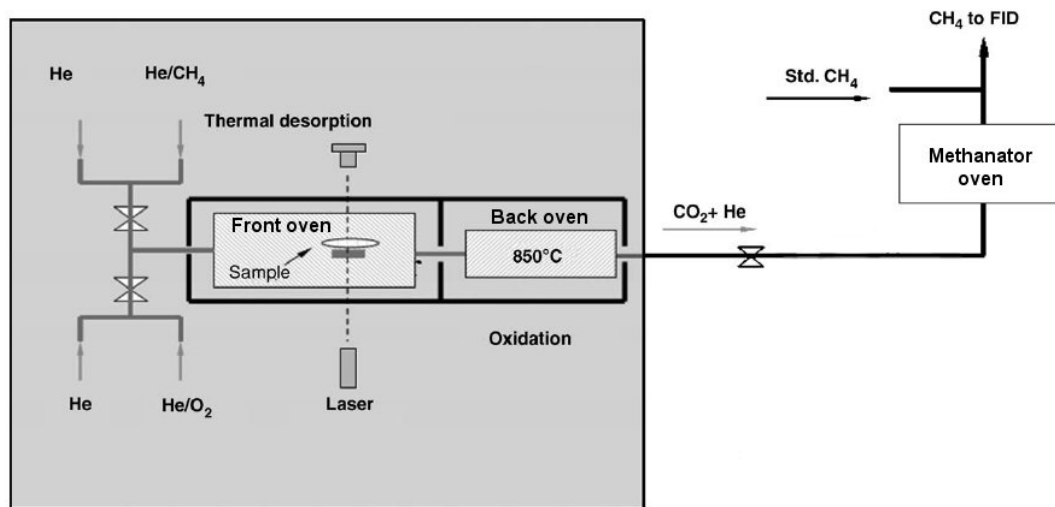 CH₄ to FID
He
He/CH₄
Std. CH₄
Thermal desorption
Methanator
oven
Front oven
Back oven
CO₂+ He
850°C
Sample
Oxidation
He
He/O₂
Laser